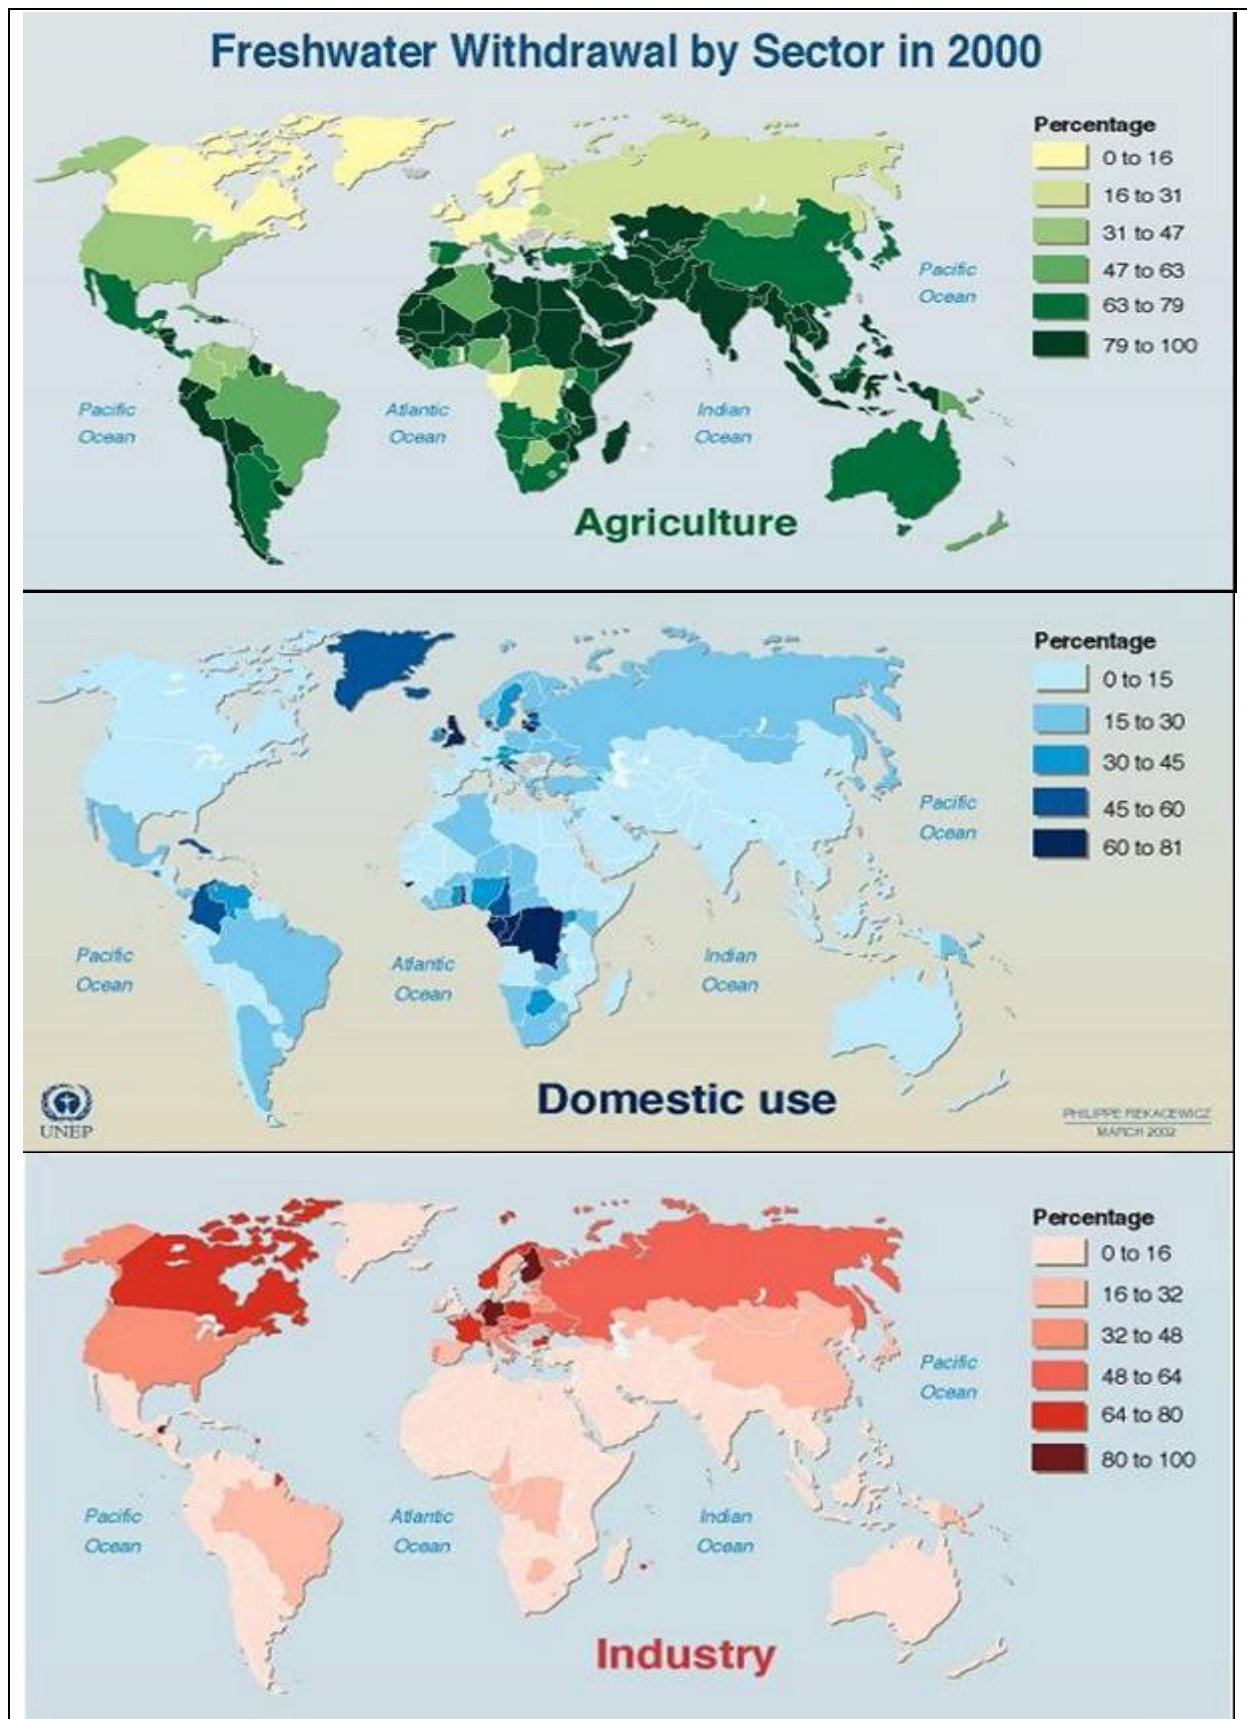 Freshwater Withdrawal by Sector in 2000
Percentage
0 to 16
16 to 31
31 to 47
47 to 63
63 to 79
79 to 100
Pacific
Ocean
Pacific
Ocean
Atlantic
Ocean
Indian
Ocean
Agriculture
Percentage
0 to 15
15 to 30
30 to 45
45 to 60
60 to 81
Pacific
Ocean
Pacific
Ocean
Atlantic
Ocean
Indian
Ocean
Domestic use
UNEP
PHILIPPE REKACEWICZ
MARCH 2002
Percentage
0 to 16
16 to 32
32 to 48
48 to 64
64 to 80
80 to 100
Pacific
Ocean
Pacific
Ocean
Atlantic
Ocean
Indian
Ocean
Industry